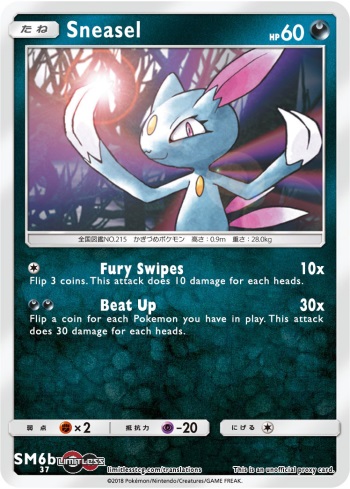 たね Sneasel HP60
全国図鑑NO.215 かぎづめポケモン 高さ:0.9m 重さ:28.0kg
Fury Swipes 10x
Flip 3 coins. This attack does 10 damage for each heads.
Beat Up 30x
Flip a coin for each Pokemon you have in play. This attack
does 30 damage for each heads.
弱点 ×2 抵抗力 -20 にげる
SM6b LIMITLESS
37 limitlesstcg.com/translations This is an unofficial proxy card.
©2018 Pokémon/Nintendo/Creatures/GAME FREAK.